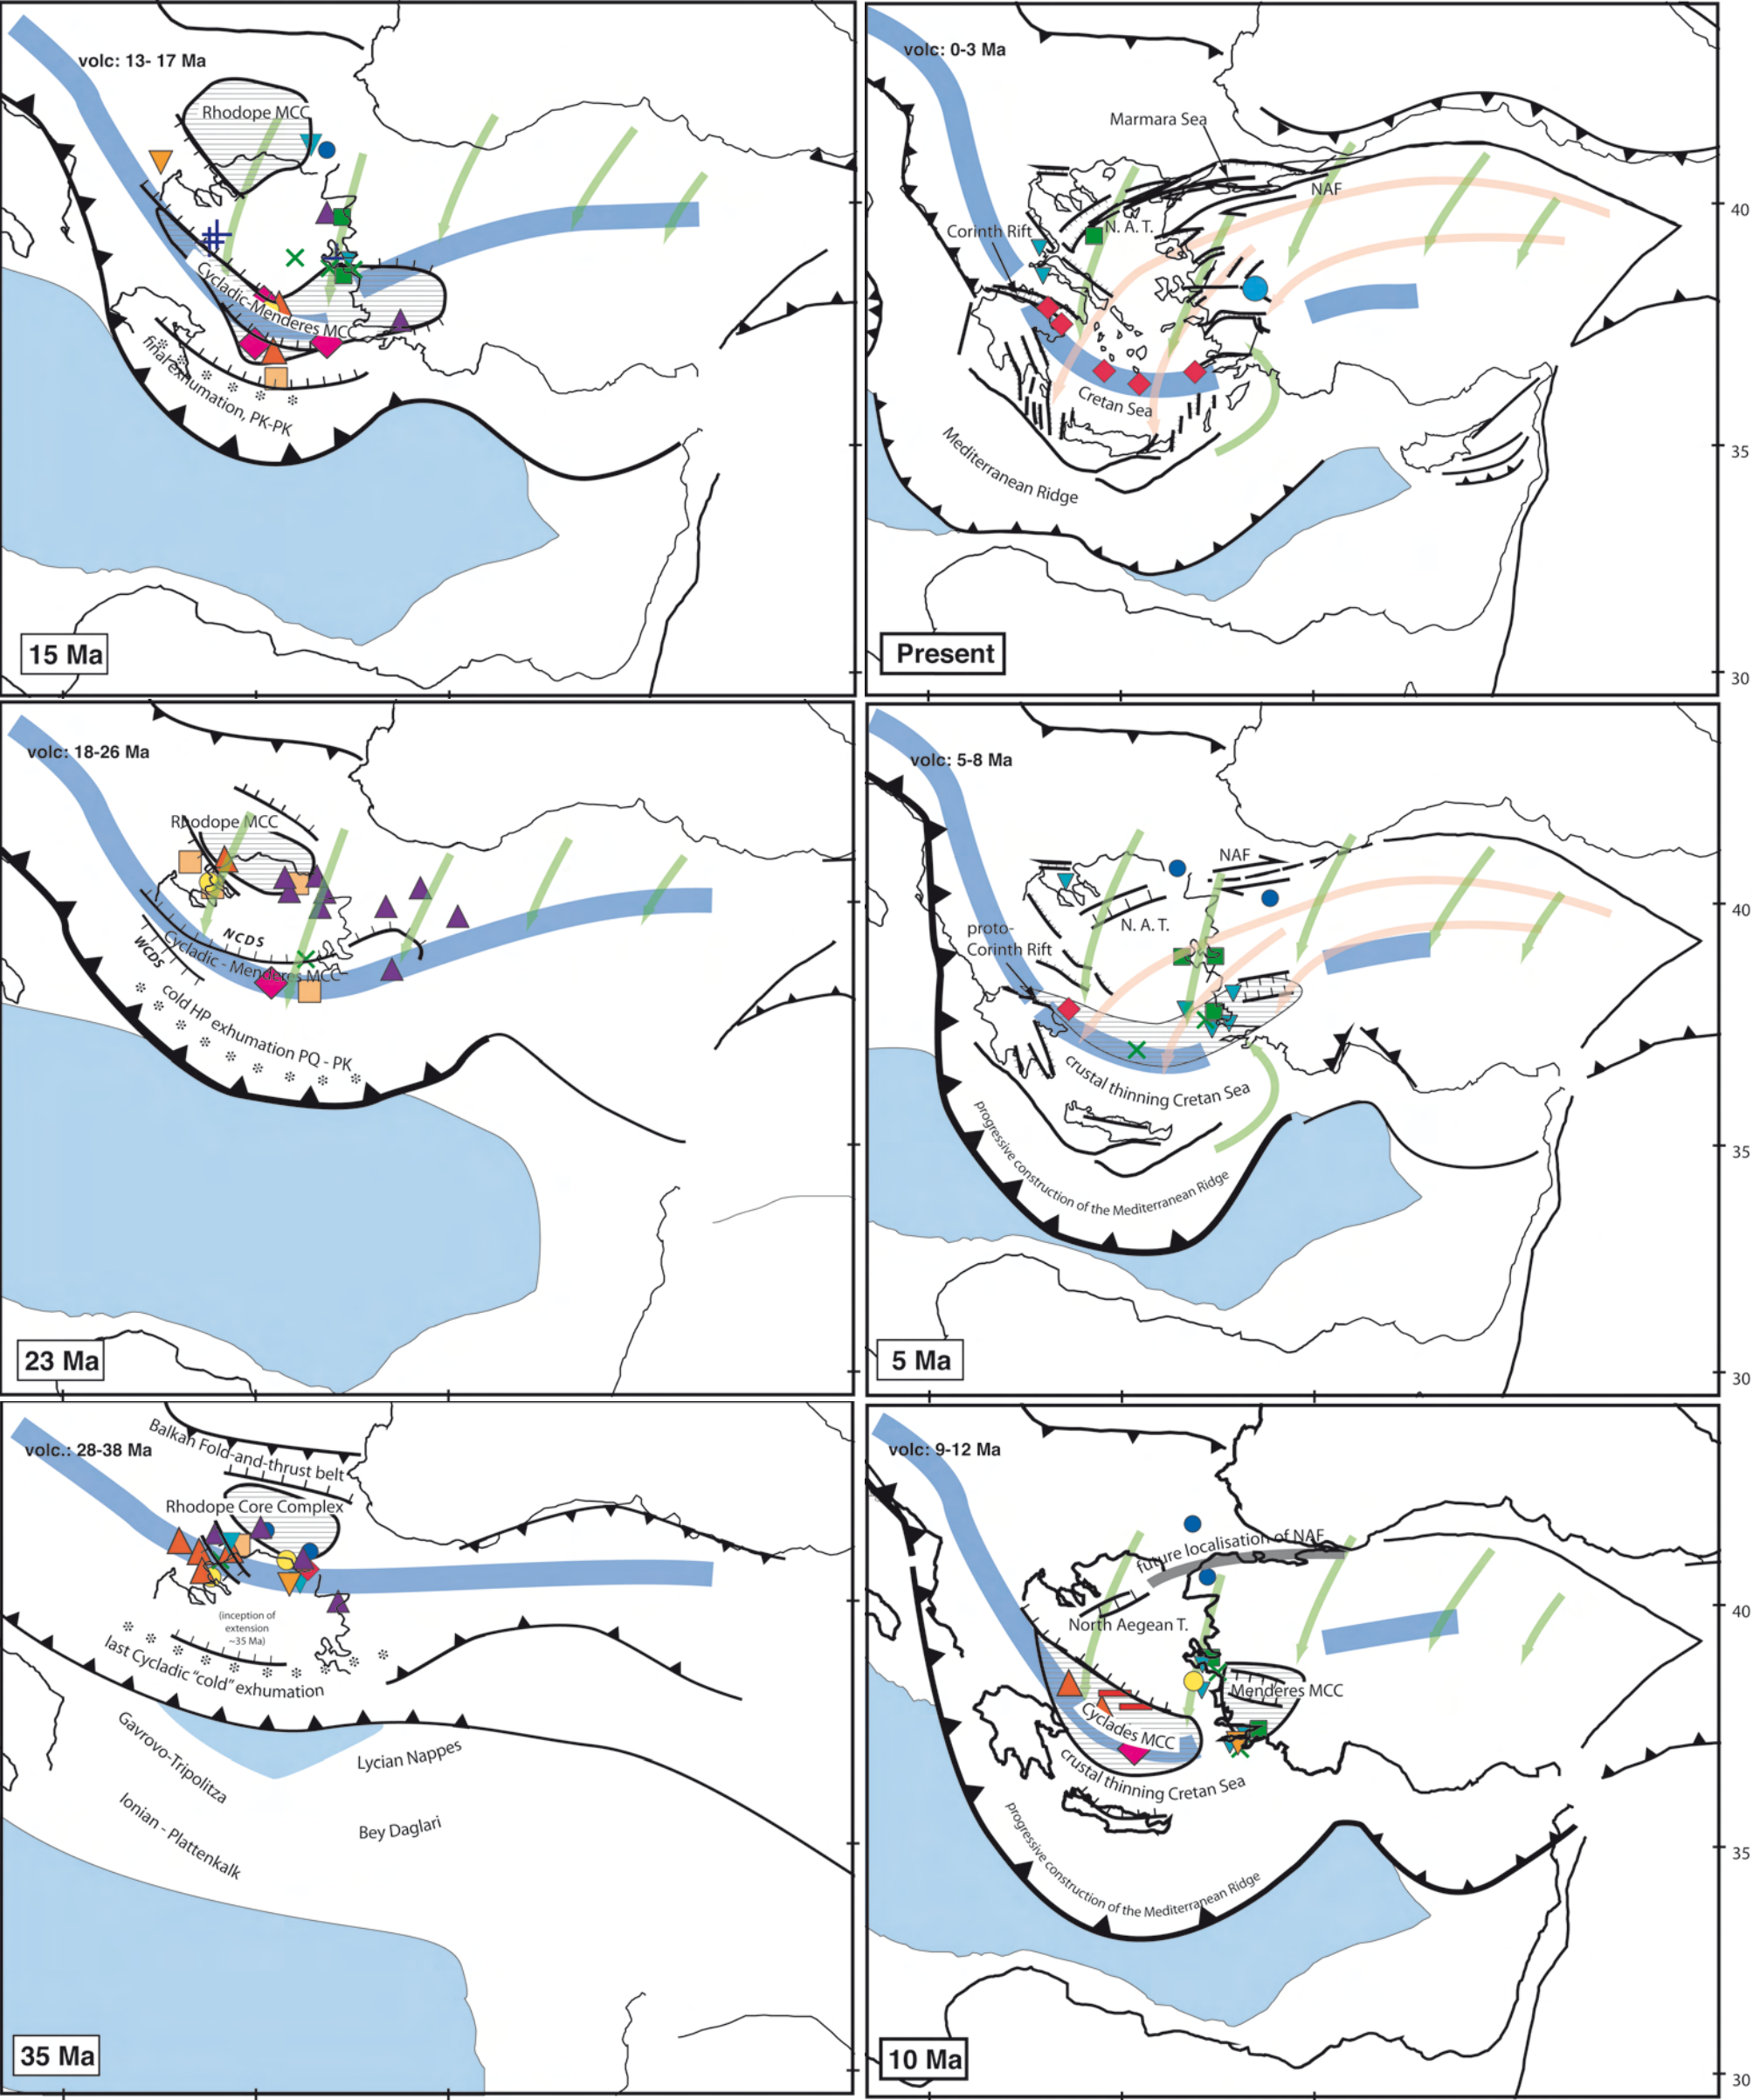 volc: 13- 17 Ma
Rhodope MCC
Cycladic-Menderes MCC
final exhumation, PK-PK
15 Ma
volc: 0-3 Ma
Marmara Sea
NAF
Corinth Rift
N. A. T.
Cretan Sea
Mediterranean Ridge
Present
40
35
30
volc: 18-26 Ma
Rhodope MCC
NCDS
WCDS
Cycladic - Menderes MCC
cold HP exhumation PQ - PK
23 Ma
volc: 5-8 Ma
NAF
N. A. T.
proto-
Corinth Rift
crustal thinning Cretan Sea
progressive construction of the Mediterranean Ridge
5 Ma
40
35
30
volc.: 28-38 Ma
Balkan Fold-and-thrust belt
Rhodope Core Complex
(inception of
extension
~35 Ma)
last Cycladic "cold" exhumation
Gavrovo-Tripolitza
Lycian Nappes
Ionian - Plattenkalk
Bey Daglari
35 Ma
volc: 9-12 Ma
future localisation of NAF
North Aegean T.
Menderes MCC
Cyclades MCC
crustal thinning Cretan Sea
progressive construction of the Mediterranean Ridge
10 Ma
40
35
30